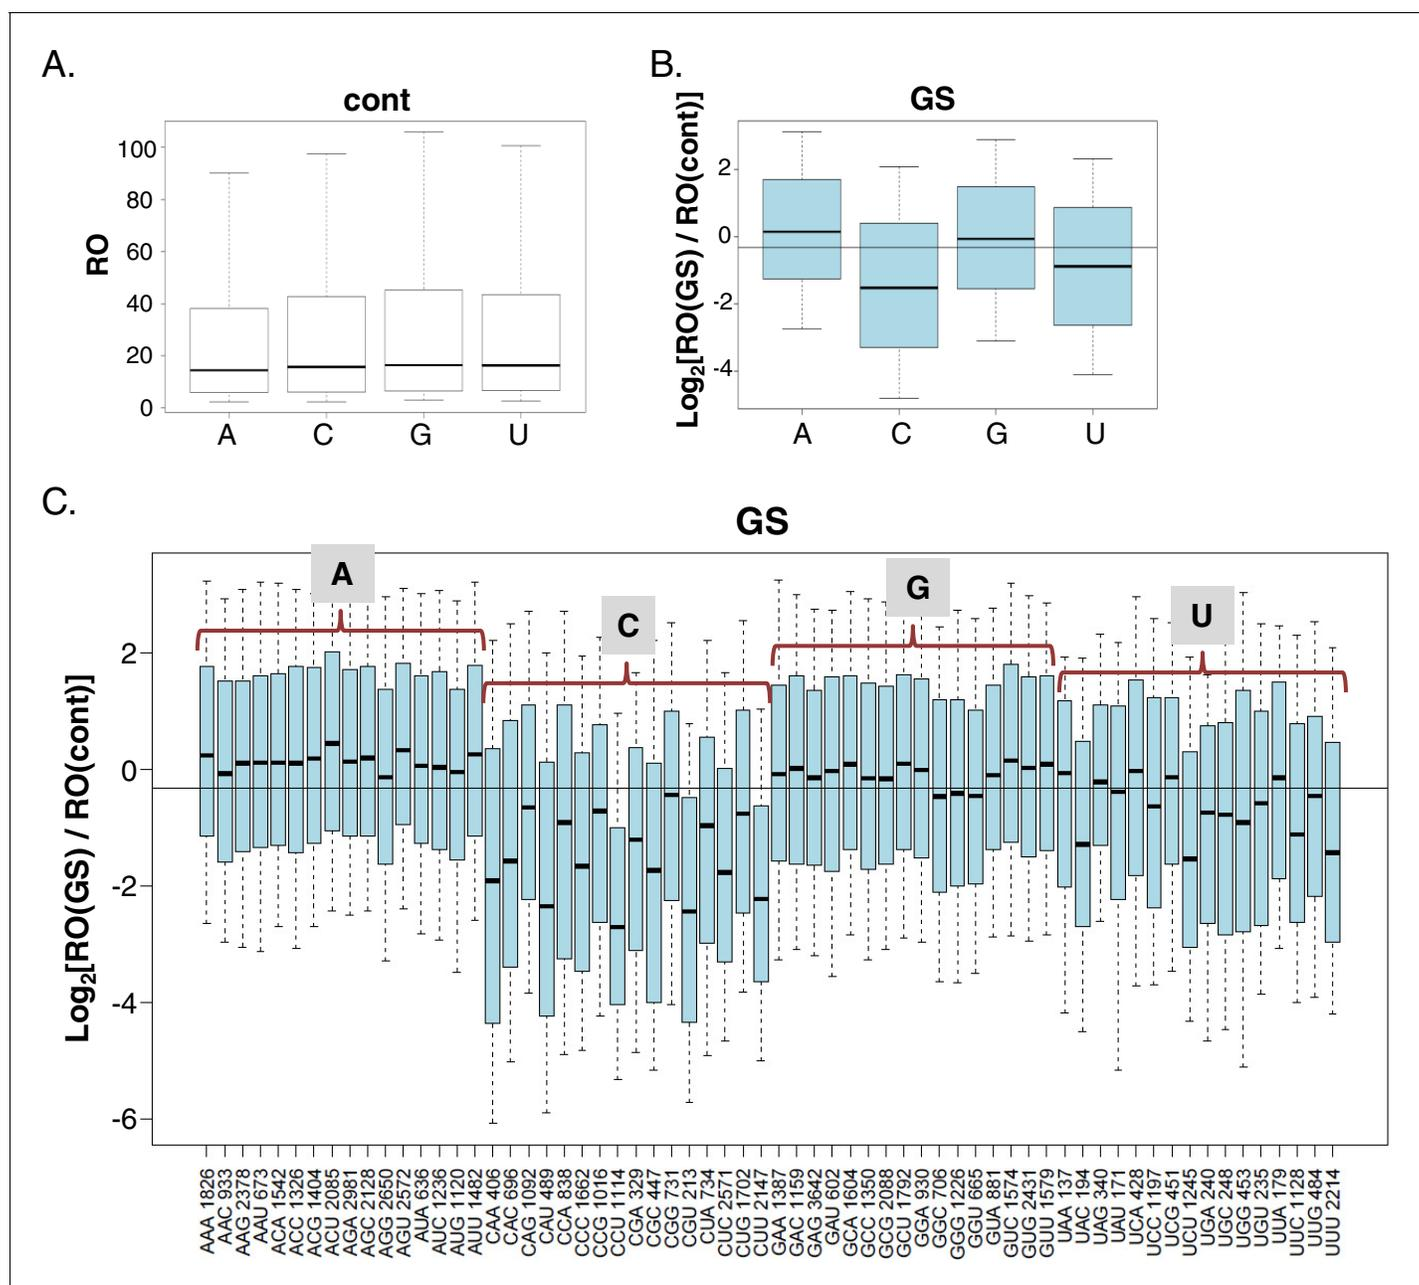 A.
cont
RO
100
80
60
40
20
0
A C G U
B.
GS
Log2[RO(GS) / RO(cont)]
2
0
-2
-4
A C G U
C.
GS
Log2[RO(GS) / RO(cont)]
2
0
-2
-4
-6
A
C
G
U
AAA 1826
AAC 933
AAG 2378
AAU 673
ACA 1542
ACC 1326
ACG 1404
ACU 2085
AGA 2981
AGC 2128
AGG 2650
AGU 2572
AUA 636
AUC 1236
AUG 1120
AUU 1482
CAA 406
CAC 696
CAG 1092
CAU 489
CCA 838
CCC 1662
CCG 1016
CCU 1114
CGA 329
CGC 447
CGG 731
CGU 213
CUA 734
CUC 2571
CUG 1702
CUU 2147
GAA 1387
GAC 1159
GAG 3642
GAU 602
GCA 1604
GCC 1350
GCG 2088
GCU 1792
GGA 930
GGC 706
GGG 1226
GGU 665
GUA 881
GUC 1574
GUG 2431
GUU 1579
UAA 137
UAC 194
UAG 340
UAU 171
UCA 428
UCC 1197
UCG 451
UCU 1245
UGA 240
UGC 248
UGG 453
UGU 235
UUA 179
UUC 1128
UUG 484
UUU 2214